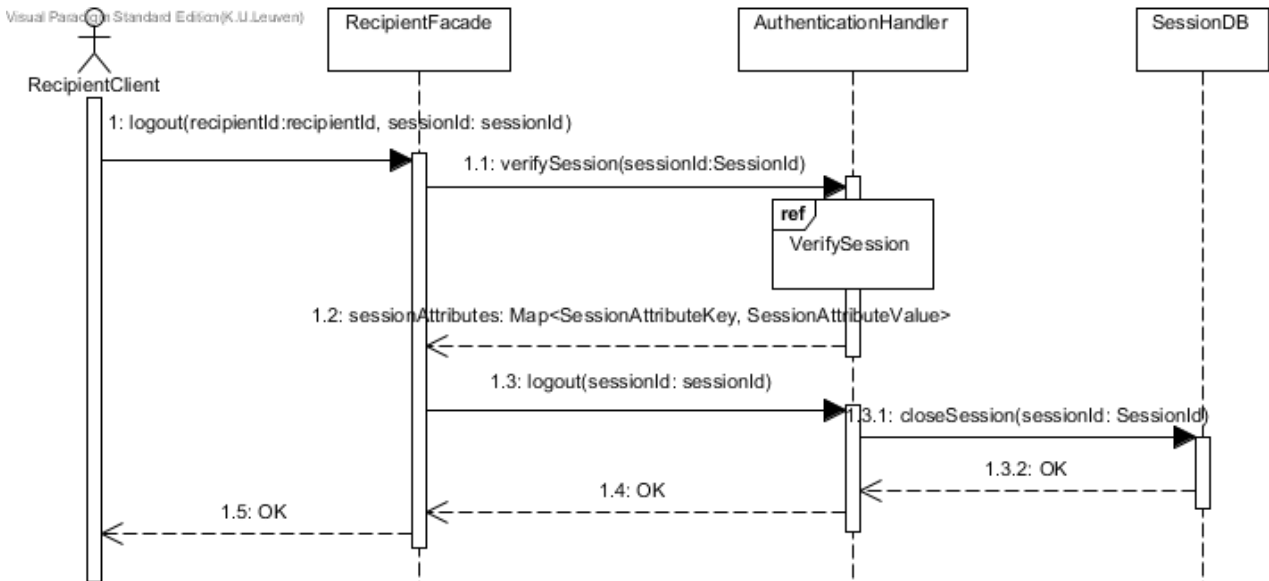 Visual Paradigm Standard Edition(K.U.Leuven)
RecipientFacade
AuthenticationHandler
SessionDB
RecipientClient
1: logout(recipientId:recipientId, sessionId: sessionId)
1.1: verifySession(sessionId:SessionId)
ref
VerifySession
1.2: sessionAttributes: Map<SessionAttributeKey, SessionAttributeValue>
1.3: logout(sessionId: sessionId)
1.3.1: closeSession(sessionId: SessionId)
1.3.2: OK
1.4: OK
1.5: OK